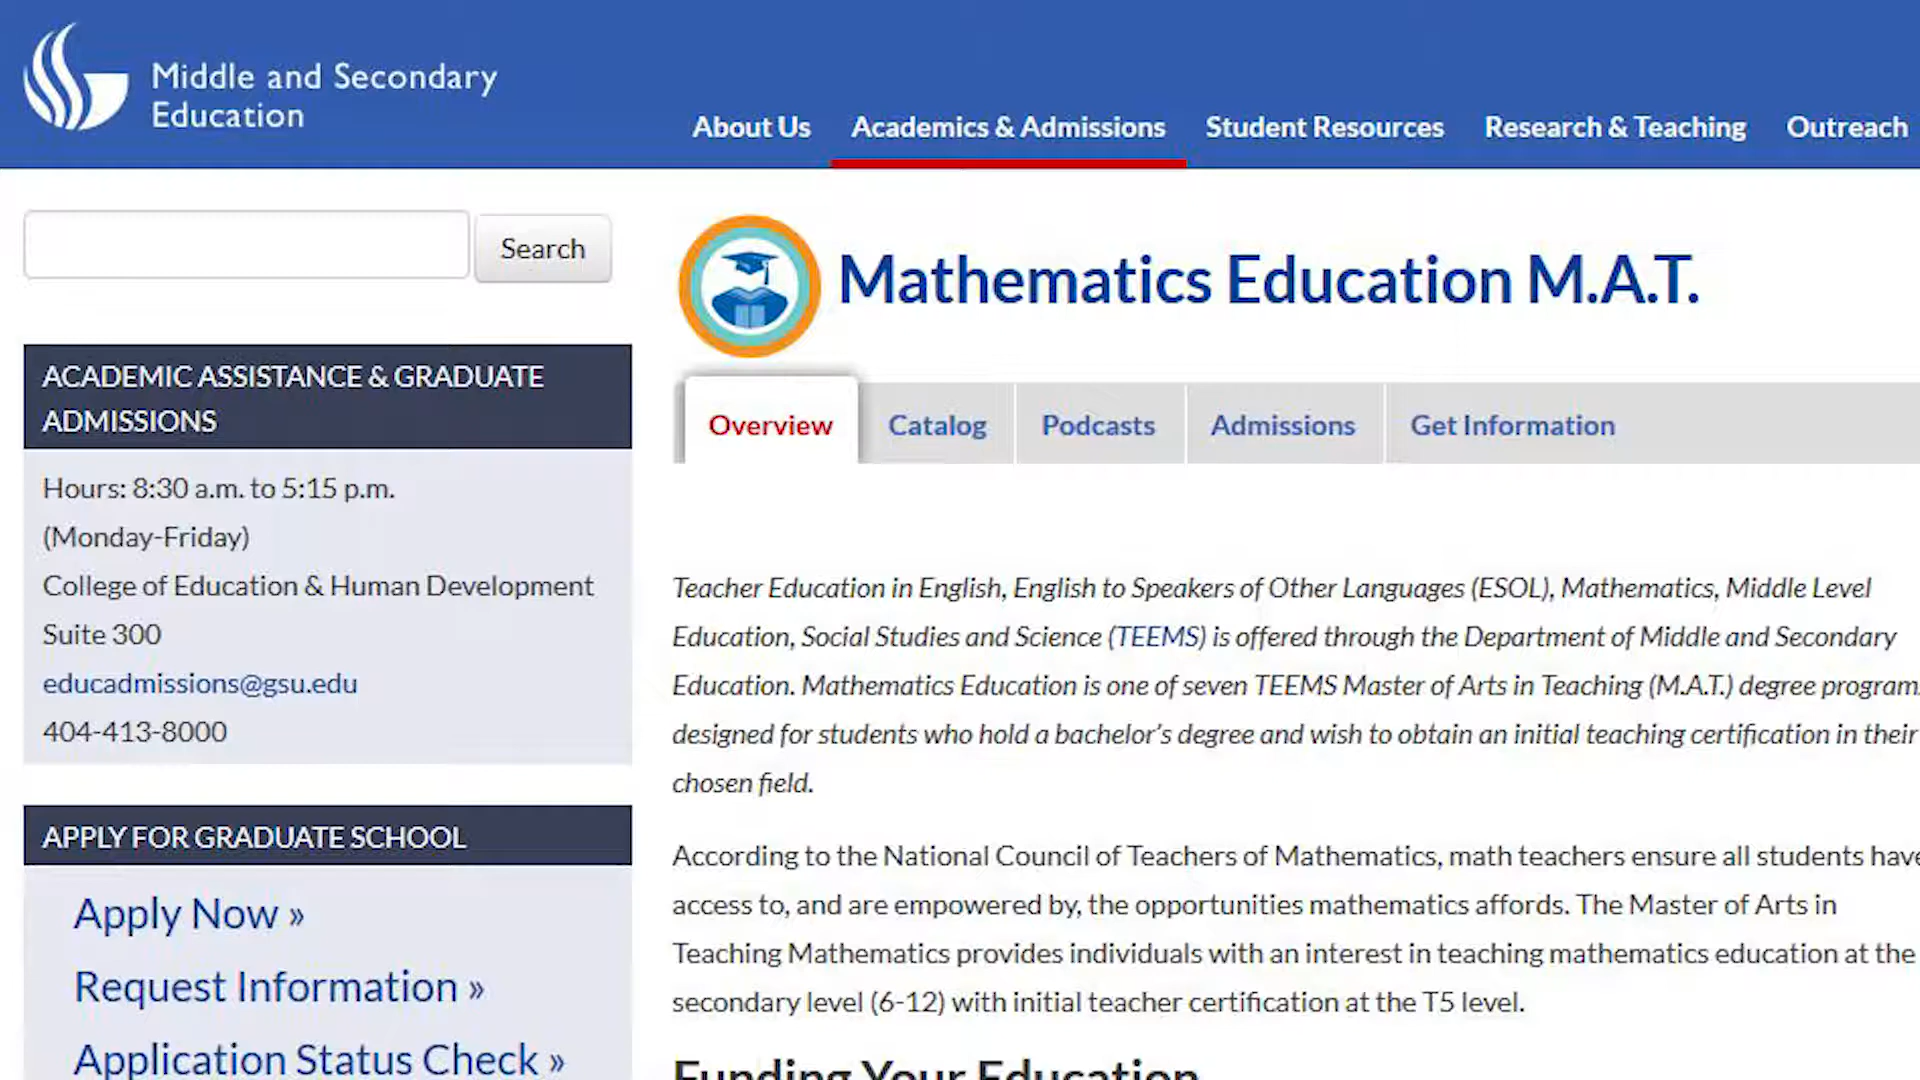 Middle and Secondary
Education
About Us
Academics & Admissions
Student Resources
Research & Teaching
Outreach
Search
Mathematics Education M.A.T.
ACADEMIC ASSISTANCE & GRADUATE
ADMISSIONS
Overview
Catalog
Podcasts
Admissions
Get Information
Hours: 8:30 a.m. to 5:15 p.m.
(Monday-Friday)
College of Education & Human Development
Suite 300
educadmissions@gsu.edu
404-413-8000
APPLY FOR GRADUATE SCHOOL
Apply Now »
Request Information »
Application Status Check »
Teacher Education in English, English to Speakers of Other Languages (ESOL), Mathematics, Middle Level
Education, Social Studies and Science (TEEMS) is offered through the Department of Middle and Secondary
Education. Mathematics Education is one of seven TEEMS Master of Arts in Teaching (M.A.T.) degree program
designed for students who hold a bachelor's degree and wish to obtain an initial teaching certification in their
chosen field.
According to the National Council of Teachers of Mathematics, math teachers ensure all students have
access to, and are empowered by, the opportunities mathematics affords. The Master of Arts in
Teaching Mathematics provides individuals with an interest in teaching mathematics education at the
secondary level (6-12) with initial teacher certification at the T5 level.
Funding Your Education